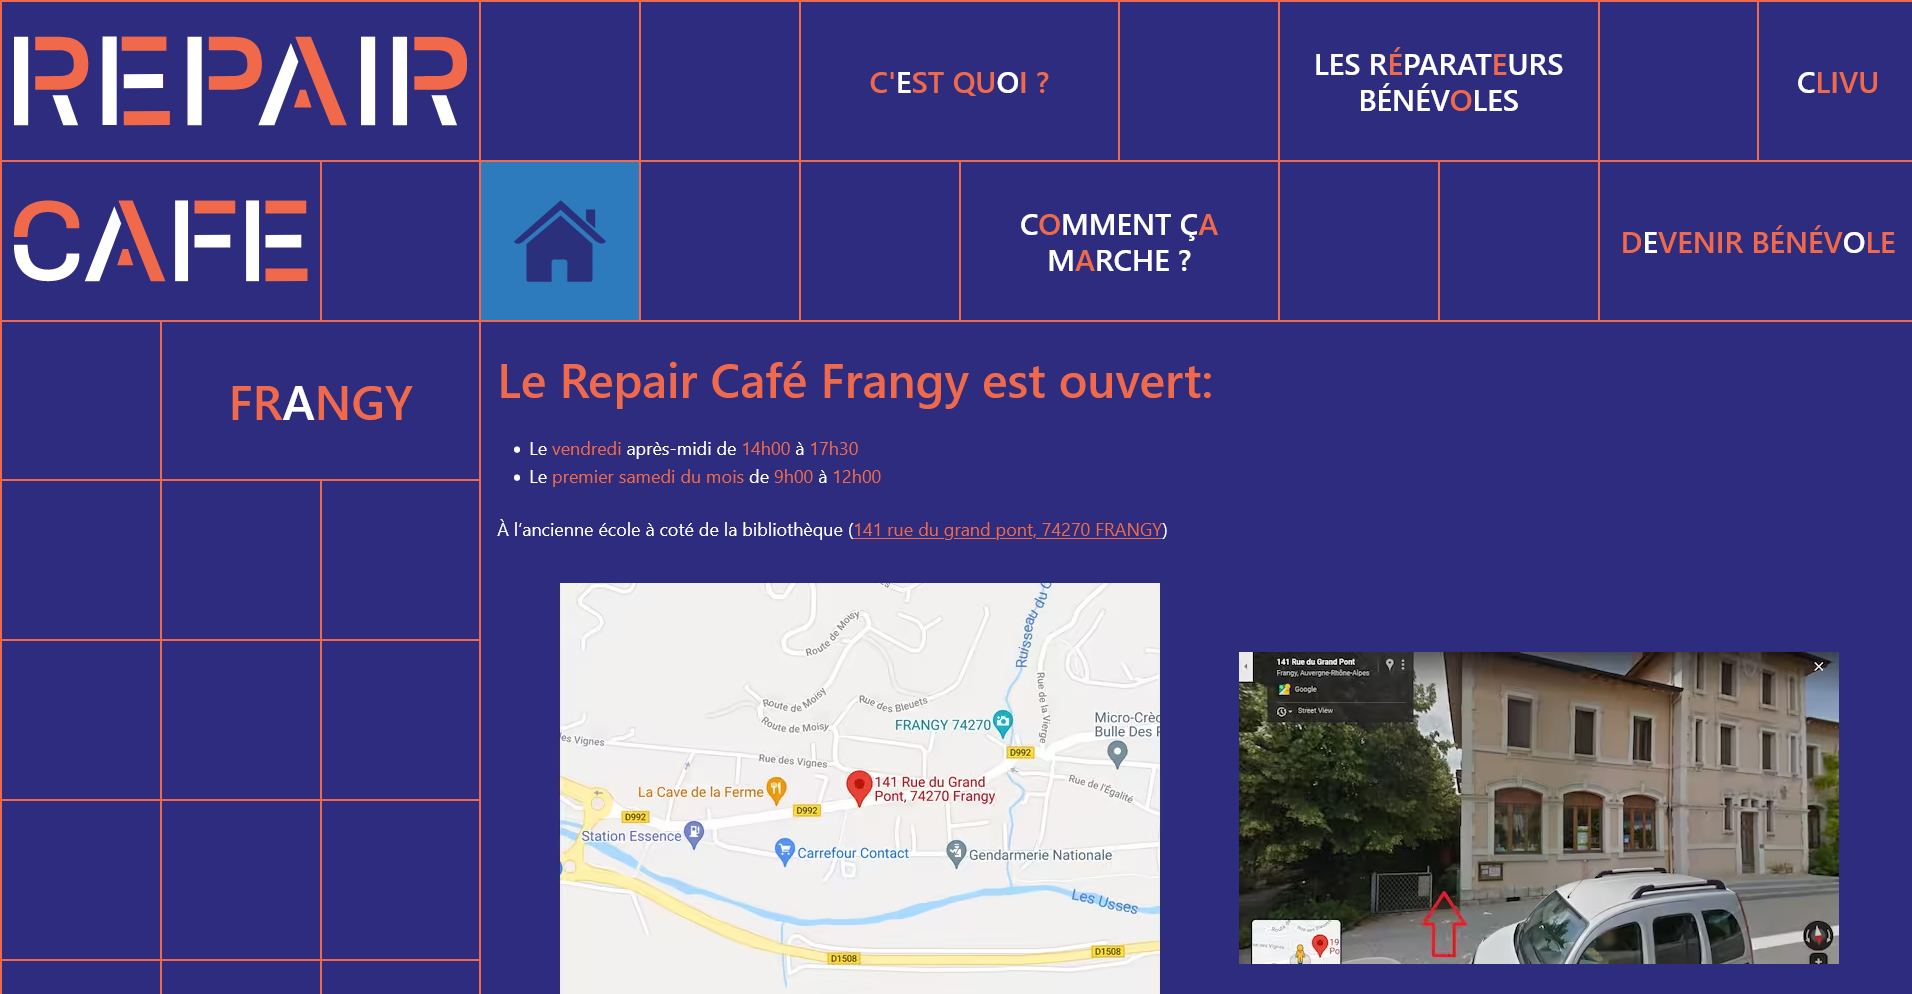 REPAIR
CAFE
C'EST QUOI ?
LES RÉPARATEURS
BÉNÉVOLES
CLIVU
COMMENT ÇA
MARCHE ?
DEVENIR BÉNÉVOLE
FRANGY
Le Repair Café Frangy est ouvert:
• Le vendredi après-midi de 14h00 à 17h30
• Le premier samedi du mois de 9h00 à 12h00
À l'ancienne école à coté de la bibliothèque (141 rue du grand pont, 74270 FRANGY)
Ruisseau du
Route de Moisy
Route de Moisy
Route de Moisy
Rue des Bleuets
Rue de la Vierge
FRANGY 74270
Micro-Crèc
Bulle Des P
es Vignes
D992
Rue des Vignes
Rue de l'Égalité
La Cave de la Ferme
141 Rue du Grand
Pont, 74270 Frangy
D992
D992
Station Essence
Carrefour Contact
Gendarmerie Nationale
Les Usses
D1508
D1508
141 Rue du Grand Pont
Frangy, Auvergne-Rhône-Alpes
Google
Street View
19
Po